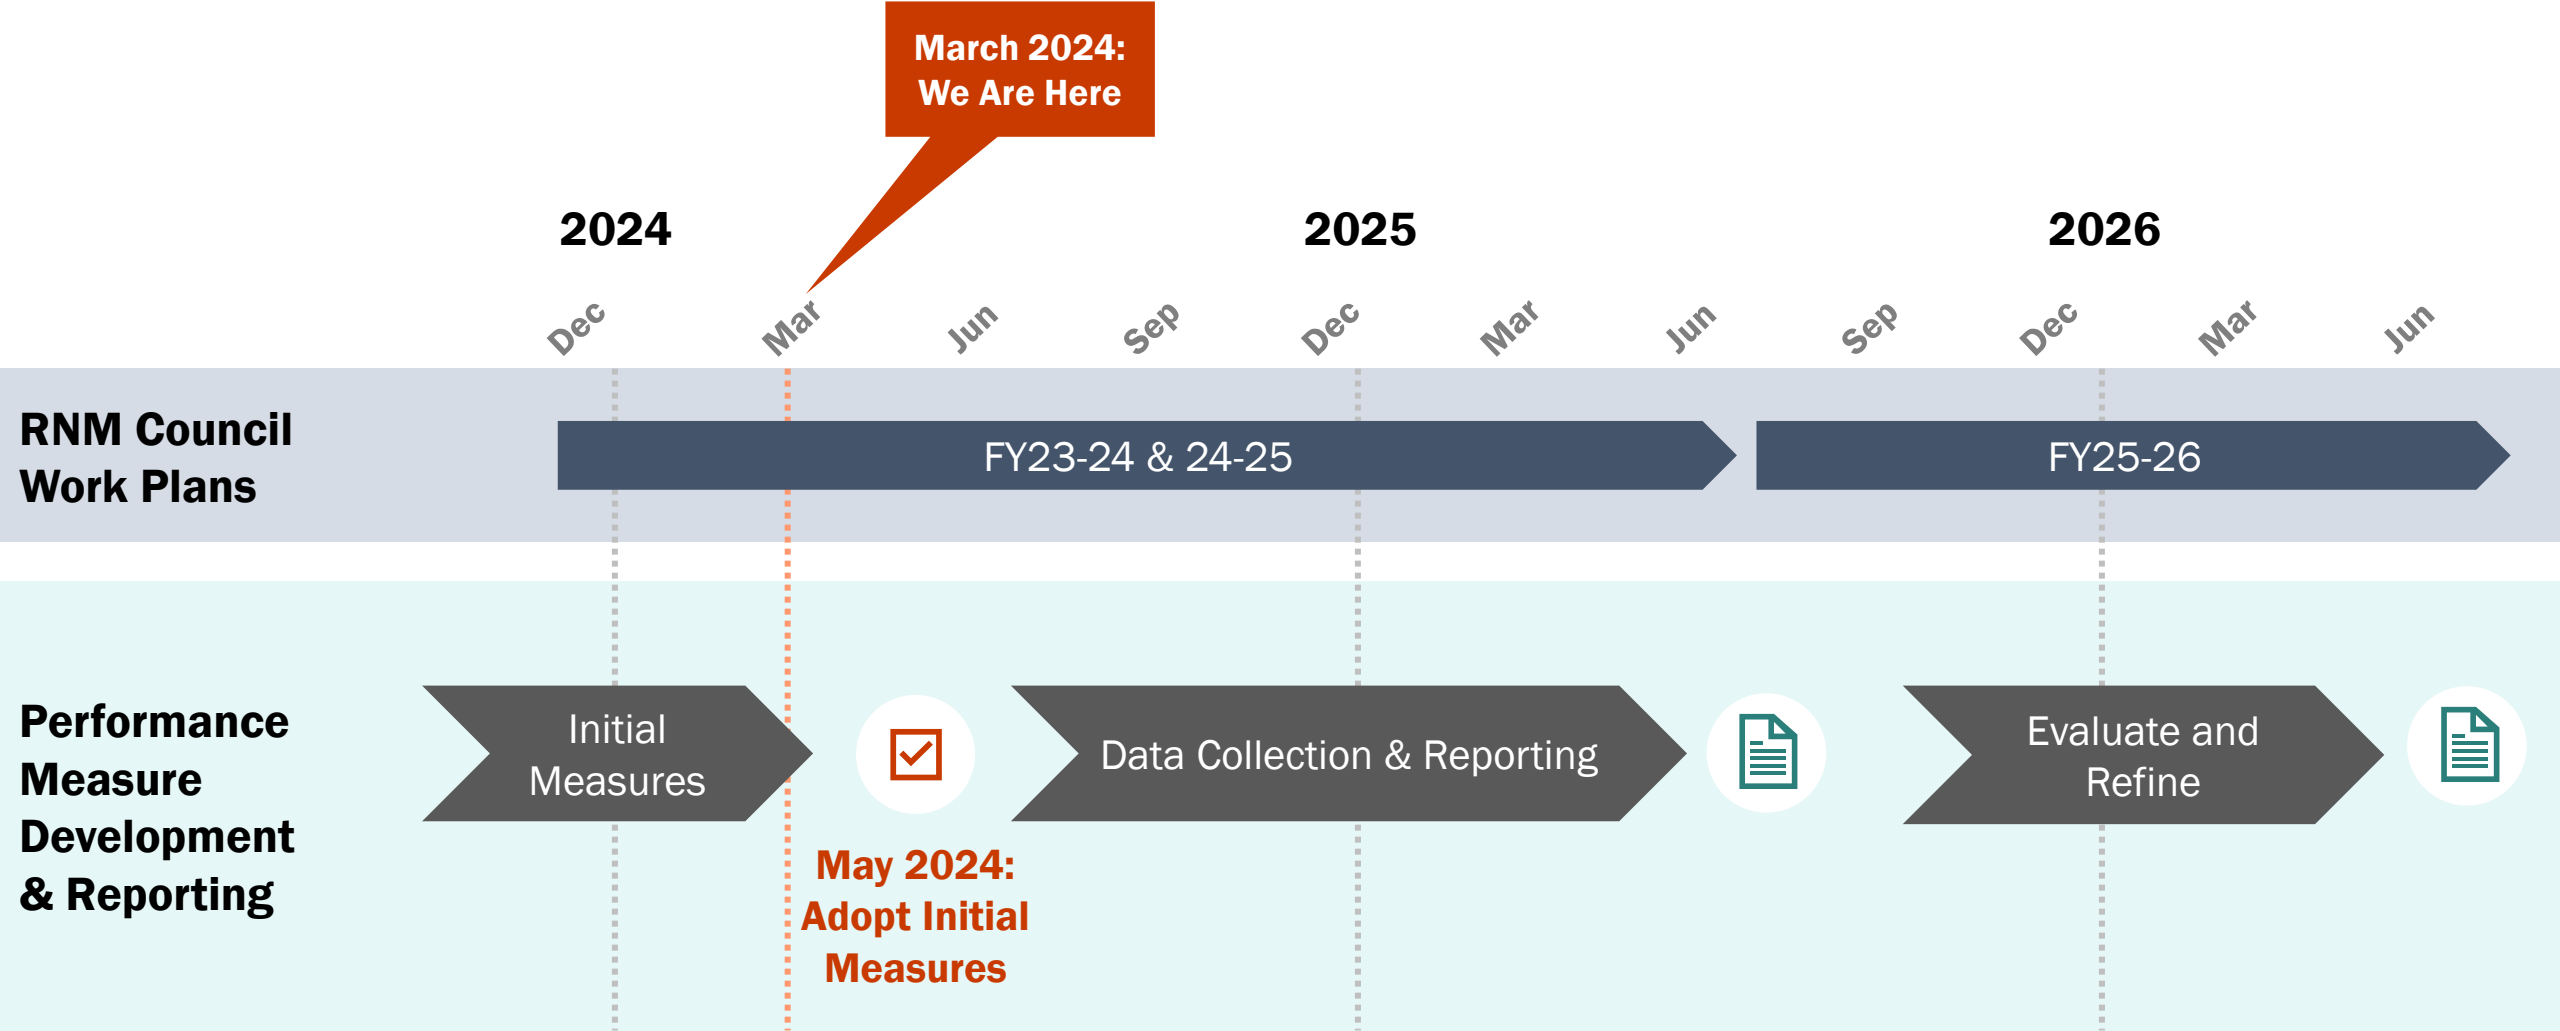 March 2024:
We Are Here
2024
2025
2026
Dec
Mar
Jun
Sep
Dec
Mar
Jun
Sep
Dec
Mar
Jun
RNM Council
Work Plans
FY23-24 & 24-25
FY25-26
Performance
Measure
Development
& Reporting
Initial
Measures
Data Collection & Reporting
Evaluate and
Refine
May 2024:
Adopt Initial
Measures